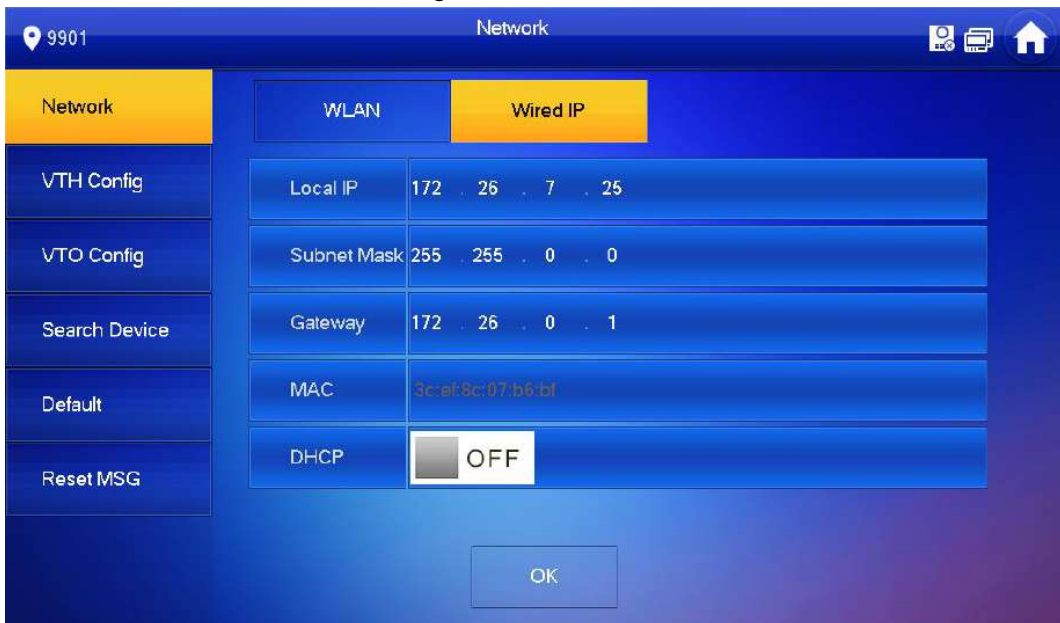 9901
Network
Network
VTH Config
VTO Config
Search Device
Default
Reset MSG
WLAN
Wired IP
Local IP 172 . 26 . 7 . 25
Subnet Mask 255 . 255 . 0 . 0
Gateway 172 . 26 . 0 . 1
MAC 3c:ef:8c:07:b6:bf
DHCP OFF
OK